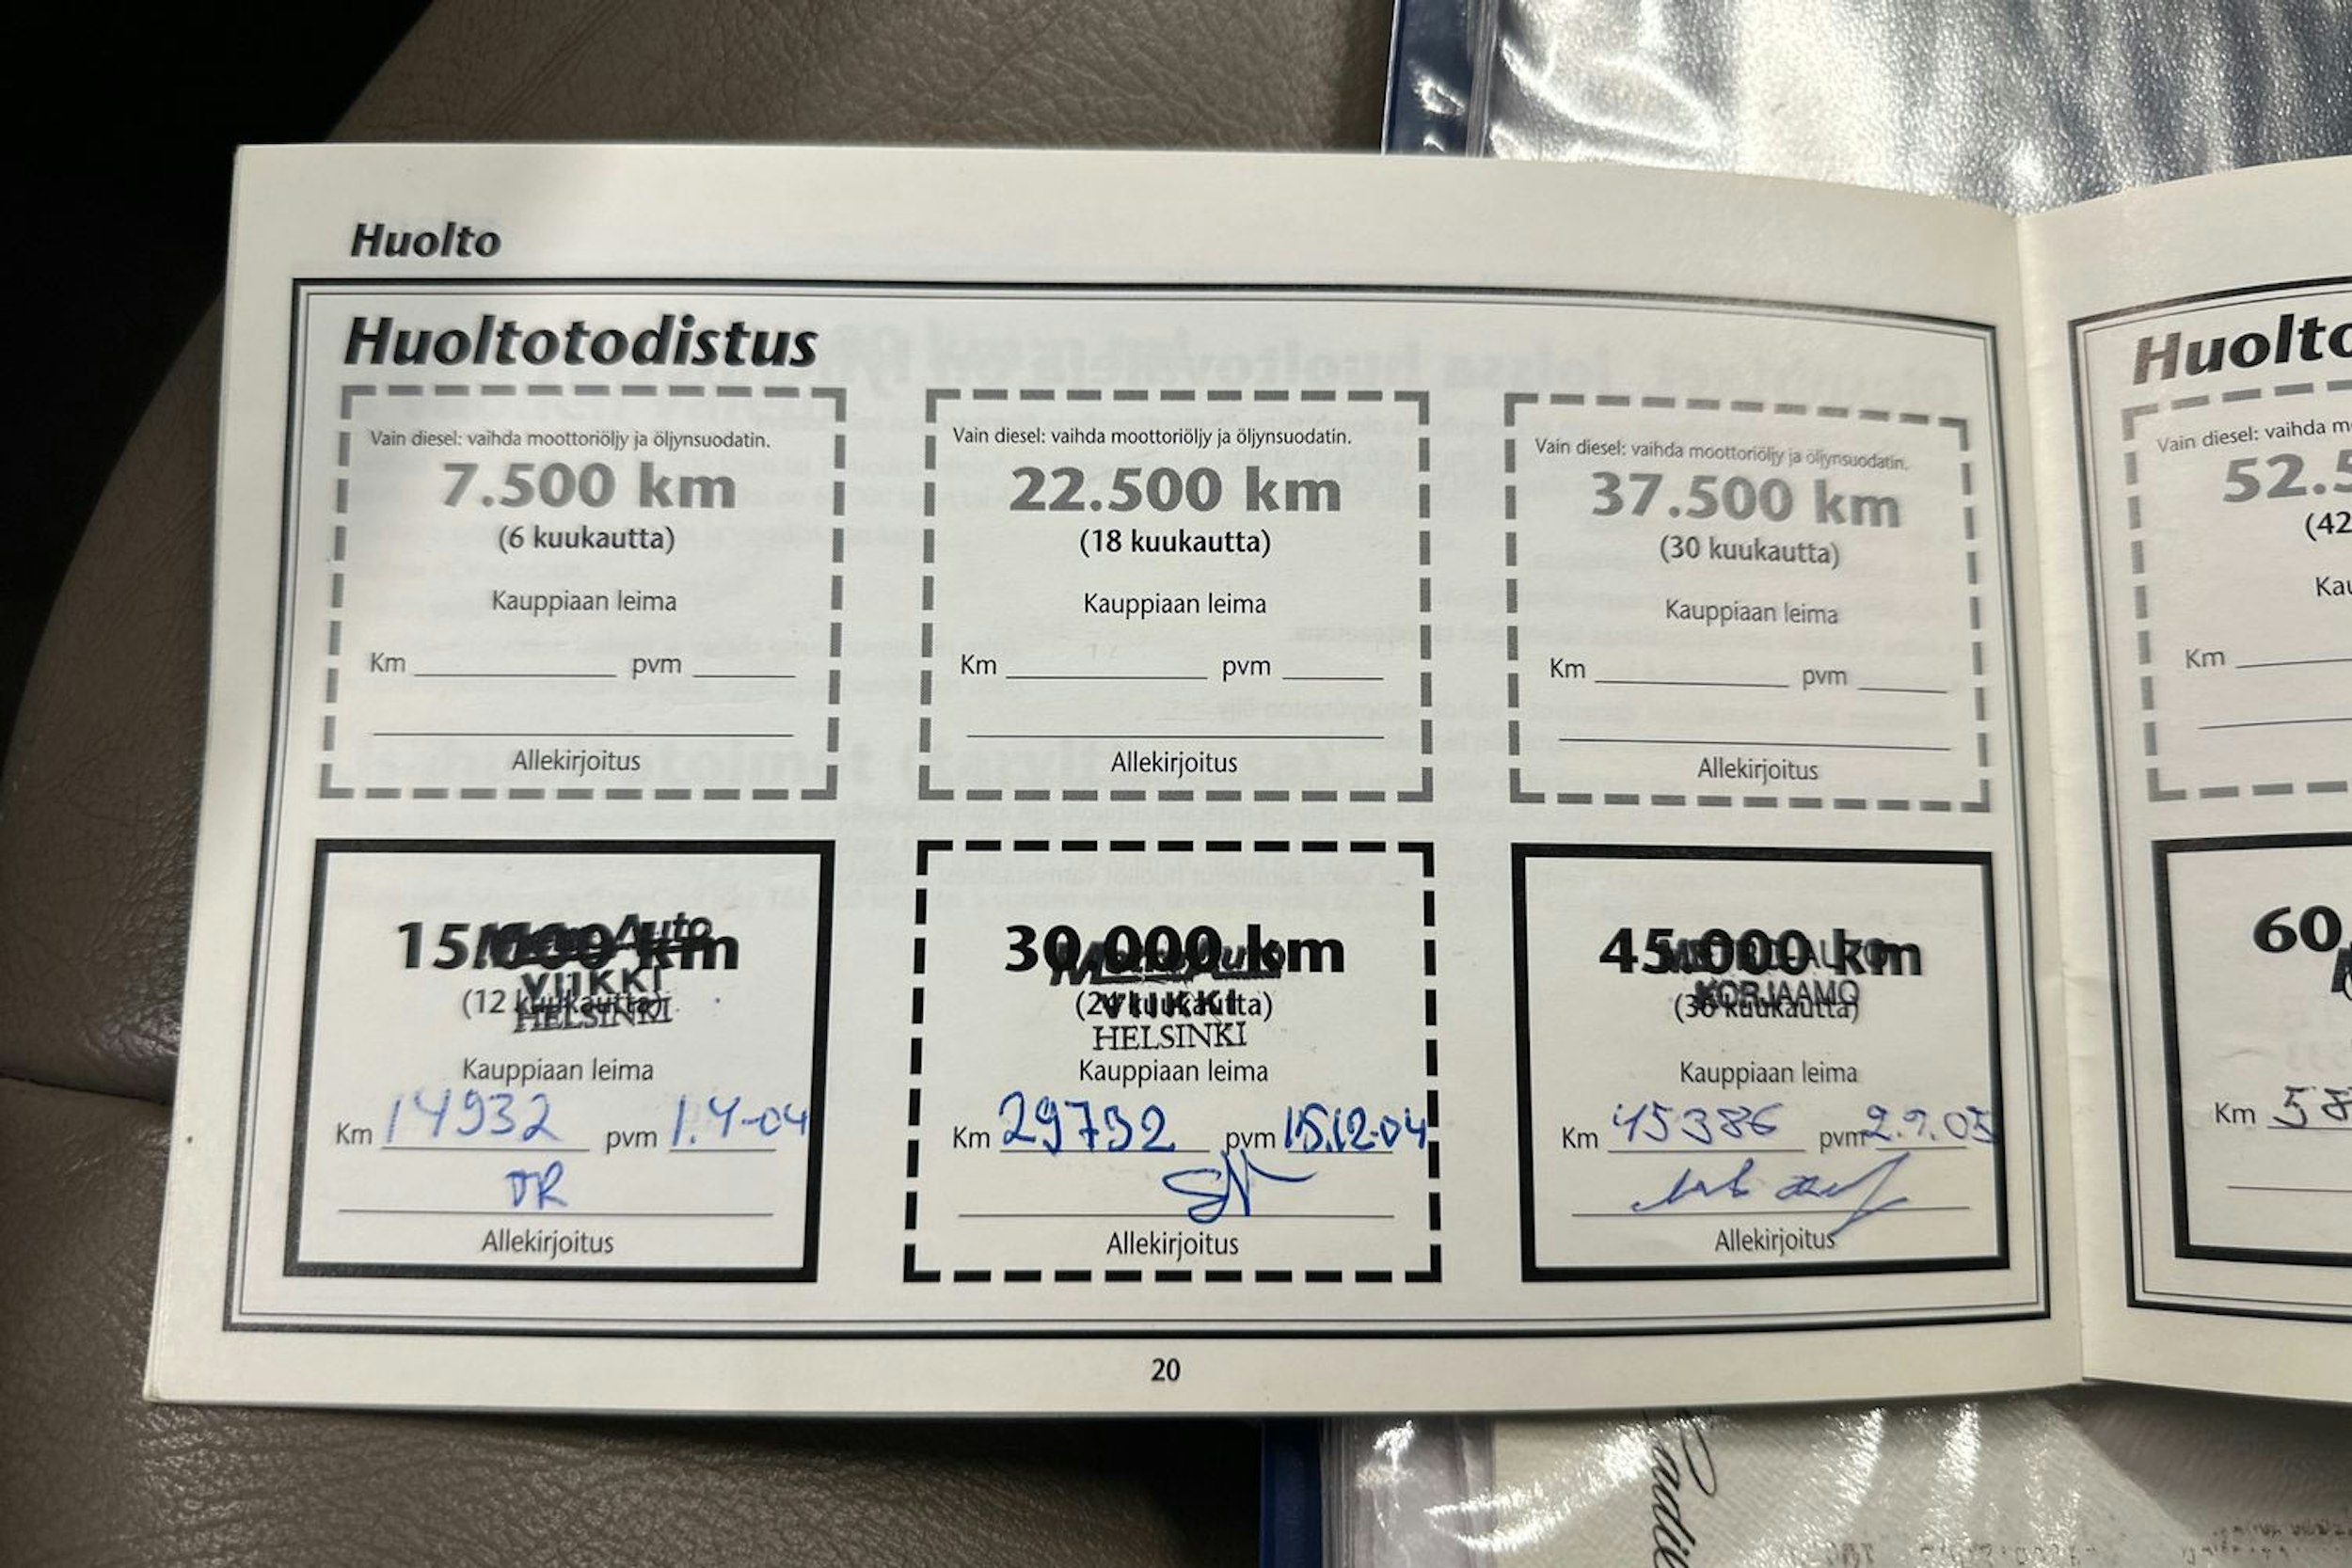 Huolto
Huoltotodistus
Vain diesel: vaihda moottoriöljy ja öljynsuodatin.
7.500 km
(6 kuukautta)
Kauppiaan leima
Km pvm
Allekirjoitus
Vain diesel: vaihda moottoriöljy ja öljynsuodatin.
22.500 km
(18 kuukautta)
Kauppiaan leima
Km pvm
Allekirjoitus
Vain diesel: vaihda moottoriöljy ja öljynsuodatin.
37.500 km
(30 kuukautta)
Kauppiaan leima
Km pvm
Allekirjoitus
15.000 km
Auto
VIIKKI
(12 kuukautta)
HELSINKI
Kauppiaan leima
Km 14932 pvm 1.4-04
Allekirjoitus
30.000 km
VIIKKI
(24 kuukautta)
HELSINKI
Kauppiaan leima
Km 29732 pvm 15.12.04
Allekirjoitus
45.000 km
METRO-AUTO
KORJAAMO
(36 kuukautta)
Kauppiaan leima
Km 45386 pvm 2.9.05
Allekirjoitus
20
Vain diesel: vaihda
Km
60.
Km 58